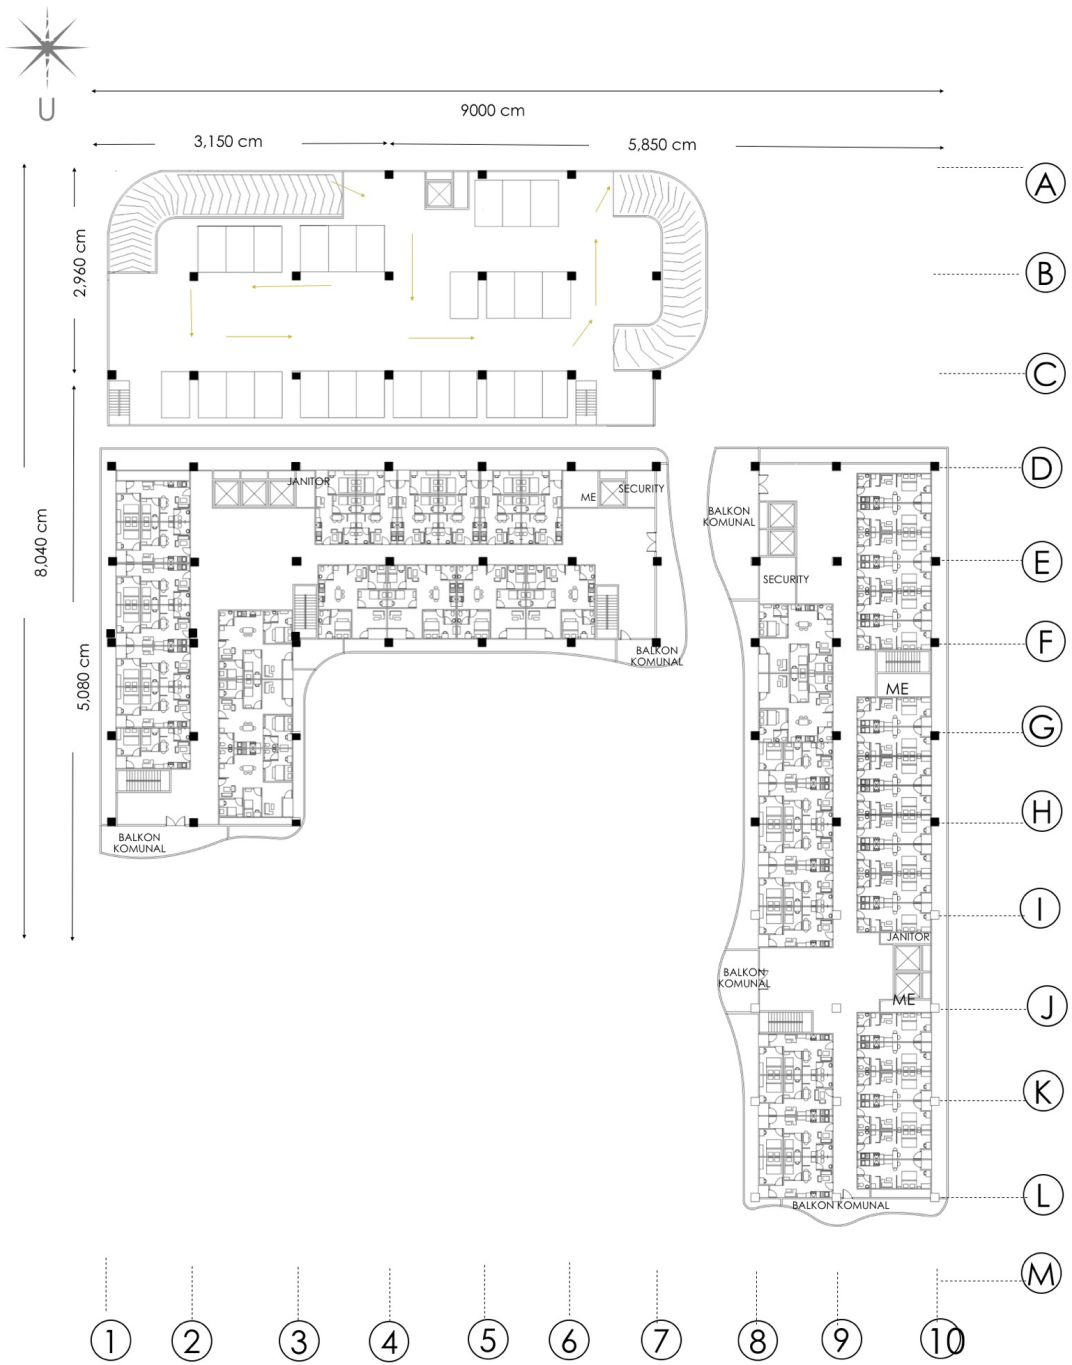 U
9000 cm
3,150 cm
5,850 cm
A
2,960 cm
B
C
D
JANITOR
ME
SECURITY
BALKON
KOMUNAL
8,040 cm
E
SECURITY
F
BALKON
KOMUNAL
5,080 cm
ME
G
H
BALKON
KOMUNAL
I
JANITOR
BALKON
KOMUNAL
ME
J
K
L
BALKON KOMUNAL
M
1
2
3
4
5
6
7
8
9
10